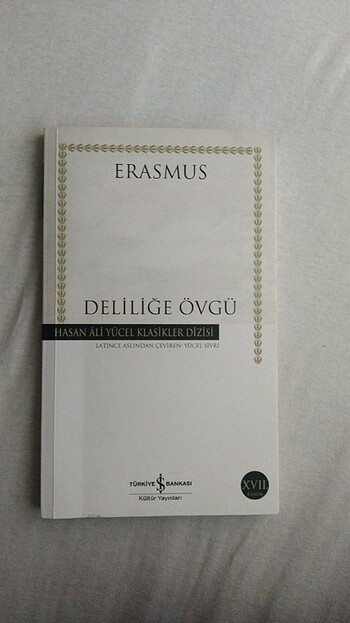 ERASMUS
DELİLİĞE ÖVGÜ
HASAN ÂLİ YÜCEL KLASİKLER DİZİSİ
LATİNCE ASLINDAN ÇEVİREN: YÜCEL SİVRİ
TÜRKİYE İŞ BANKASI
Kültür Yayınları
XVII.
BASIM